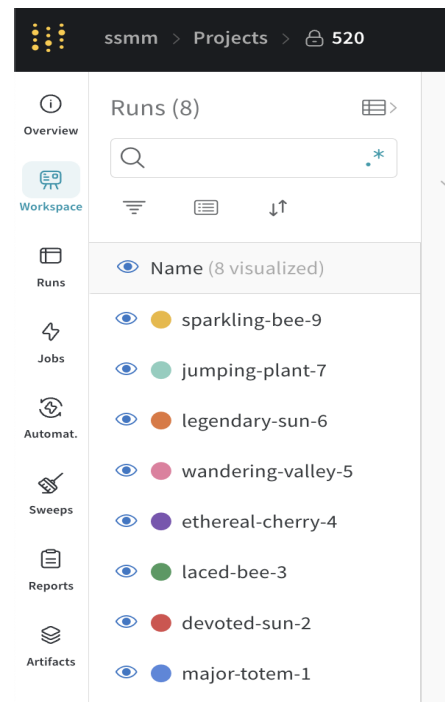 ssmm > Projects > 520
Overview
Workspace
Runs
Jobs
Automat.
Sweeps
Reports
Artifacts
Runs (8)
.*
Name (8 visualized)
sparkling-bee-9
jumping-plant-7
legendary-sun-6
wandering-valley-5
ethereal-cherry-4
laced-bee-3
devoted-sun-2
major-totem-1